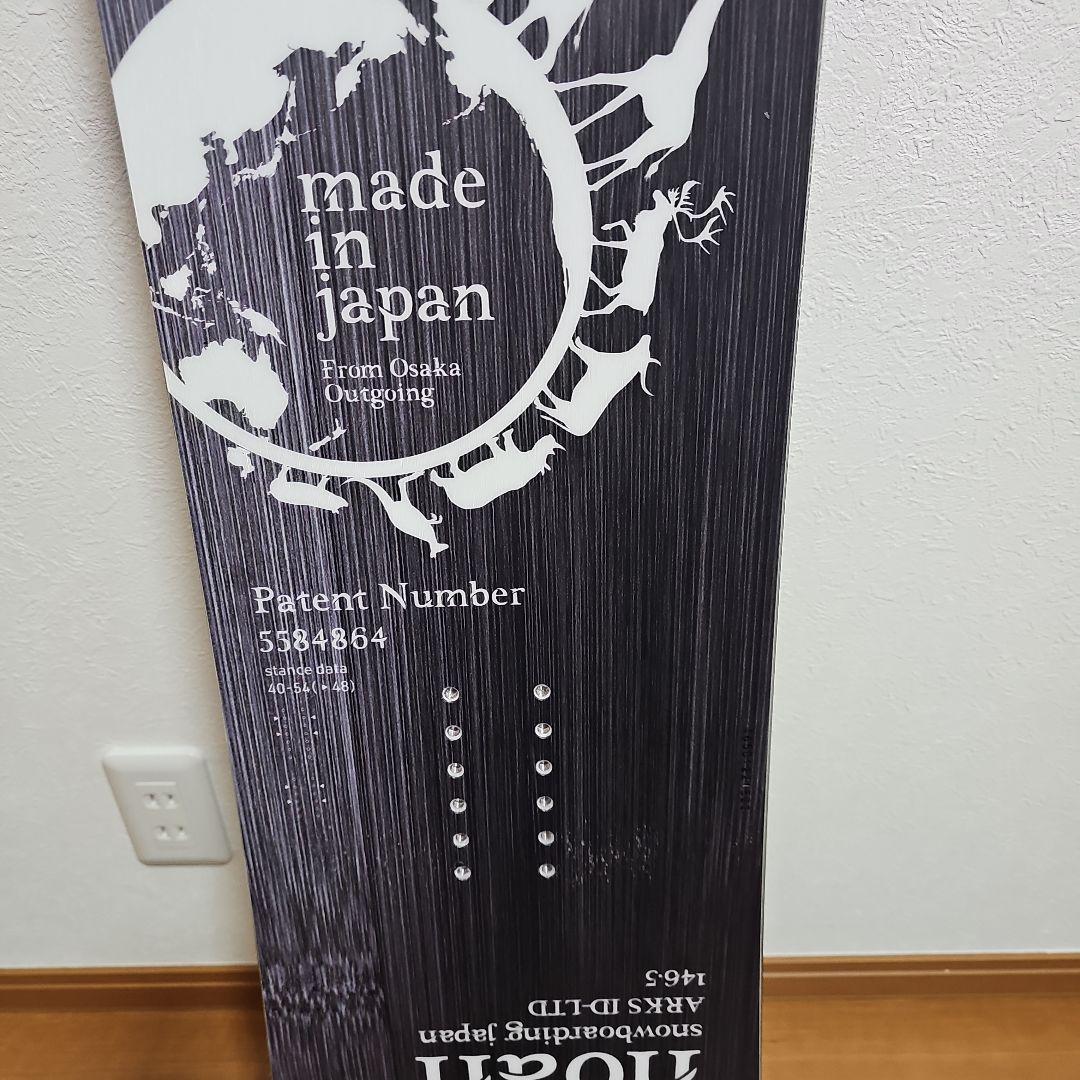 made
in
japan
From Osaka
Outgoing
Patent Number
5584864
stance data
40-54(▸48)
146.5
ARKS ID-LTD
snowboarding japan
noah